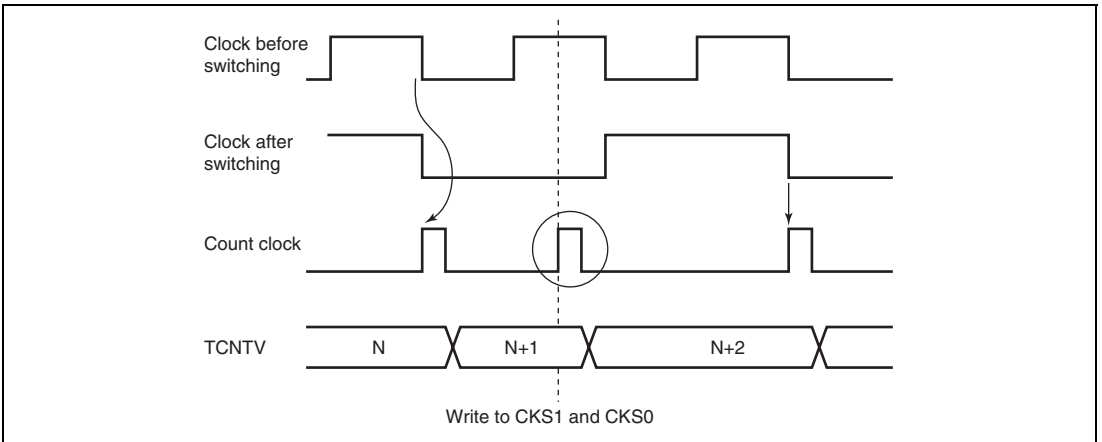 Clock before
switching
Clock after
switching
Count clock
TCNTV
N
N+1
N+2
Write to CKS1 and CKS0